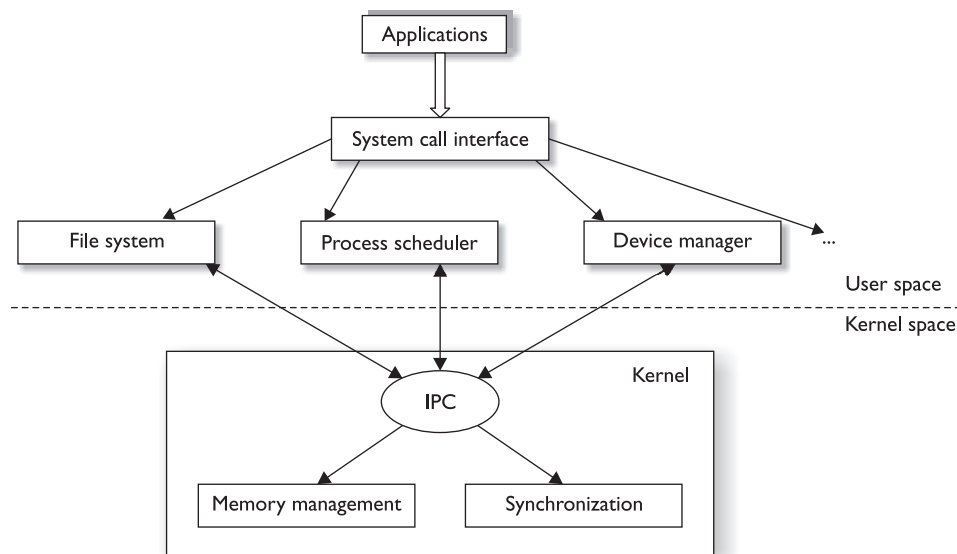 Applications
System call interface
File system
Process scheduler
Device manager
...
User space
Kernel space
Kernel
IPC
Memory management
Synchronization